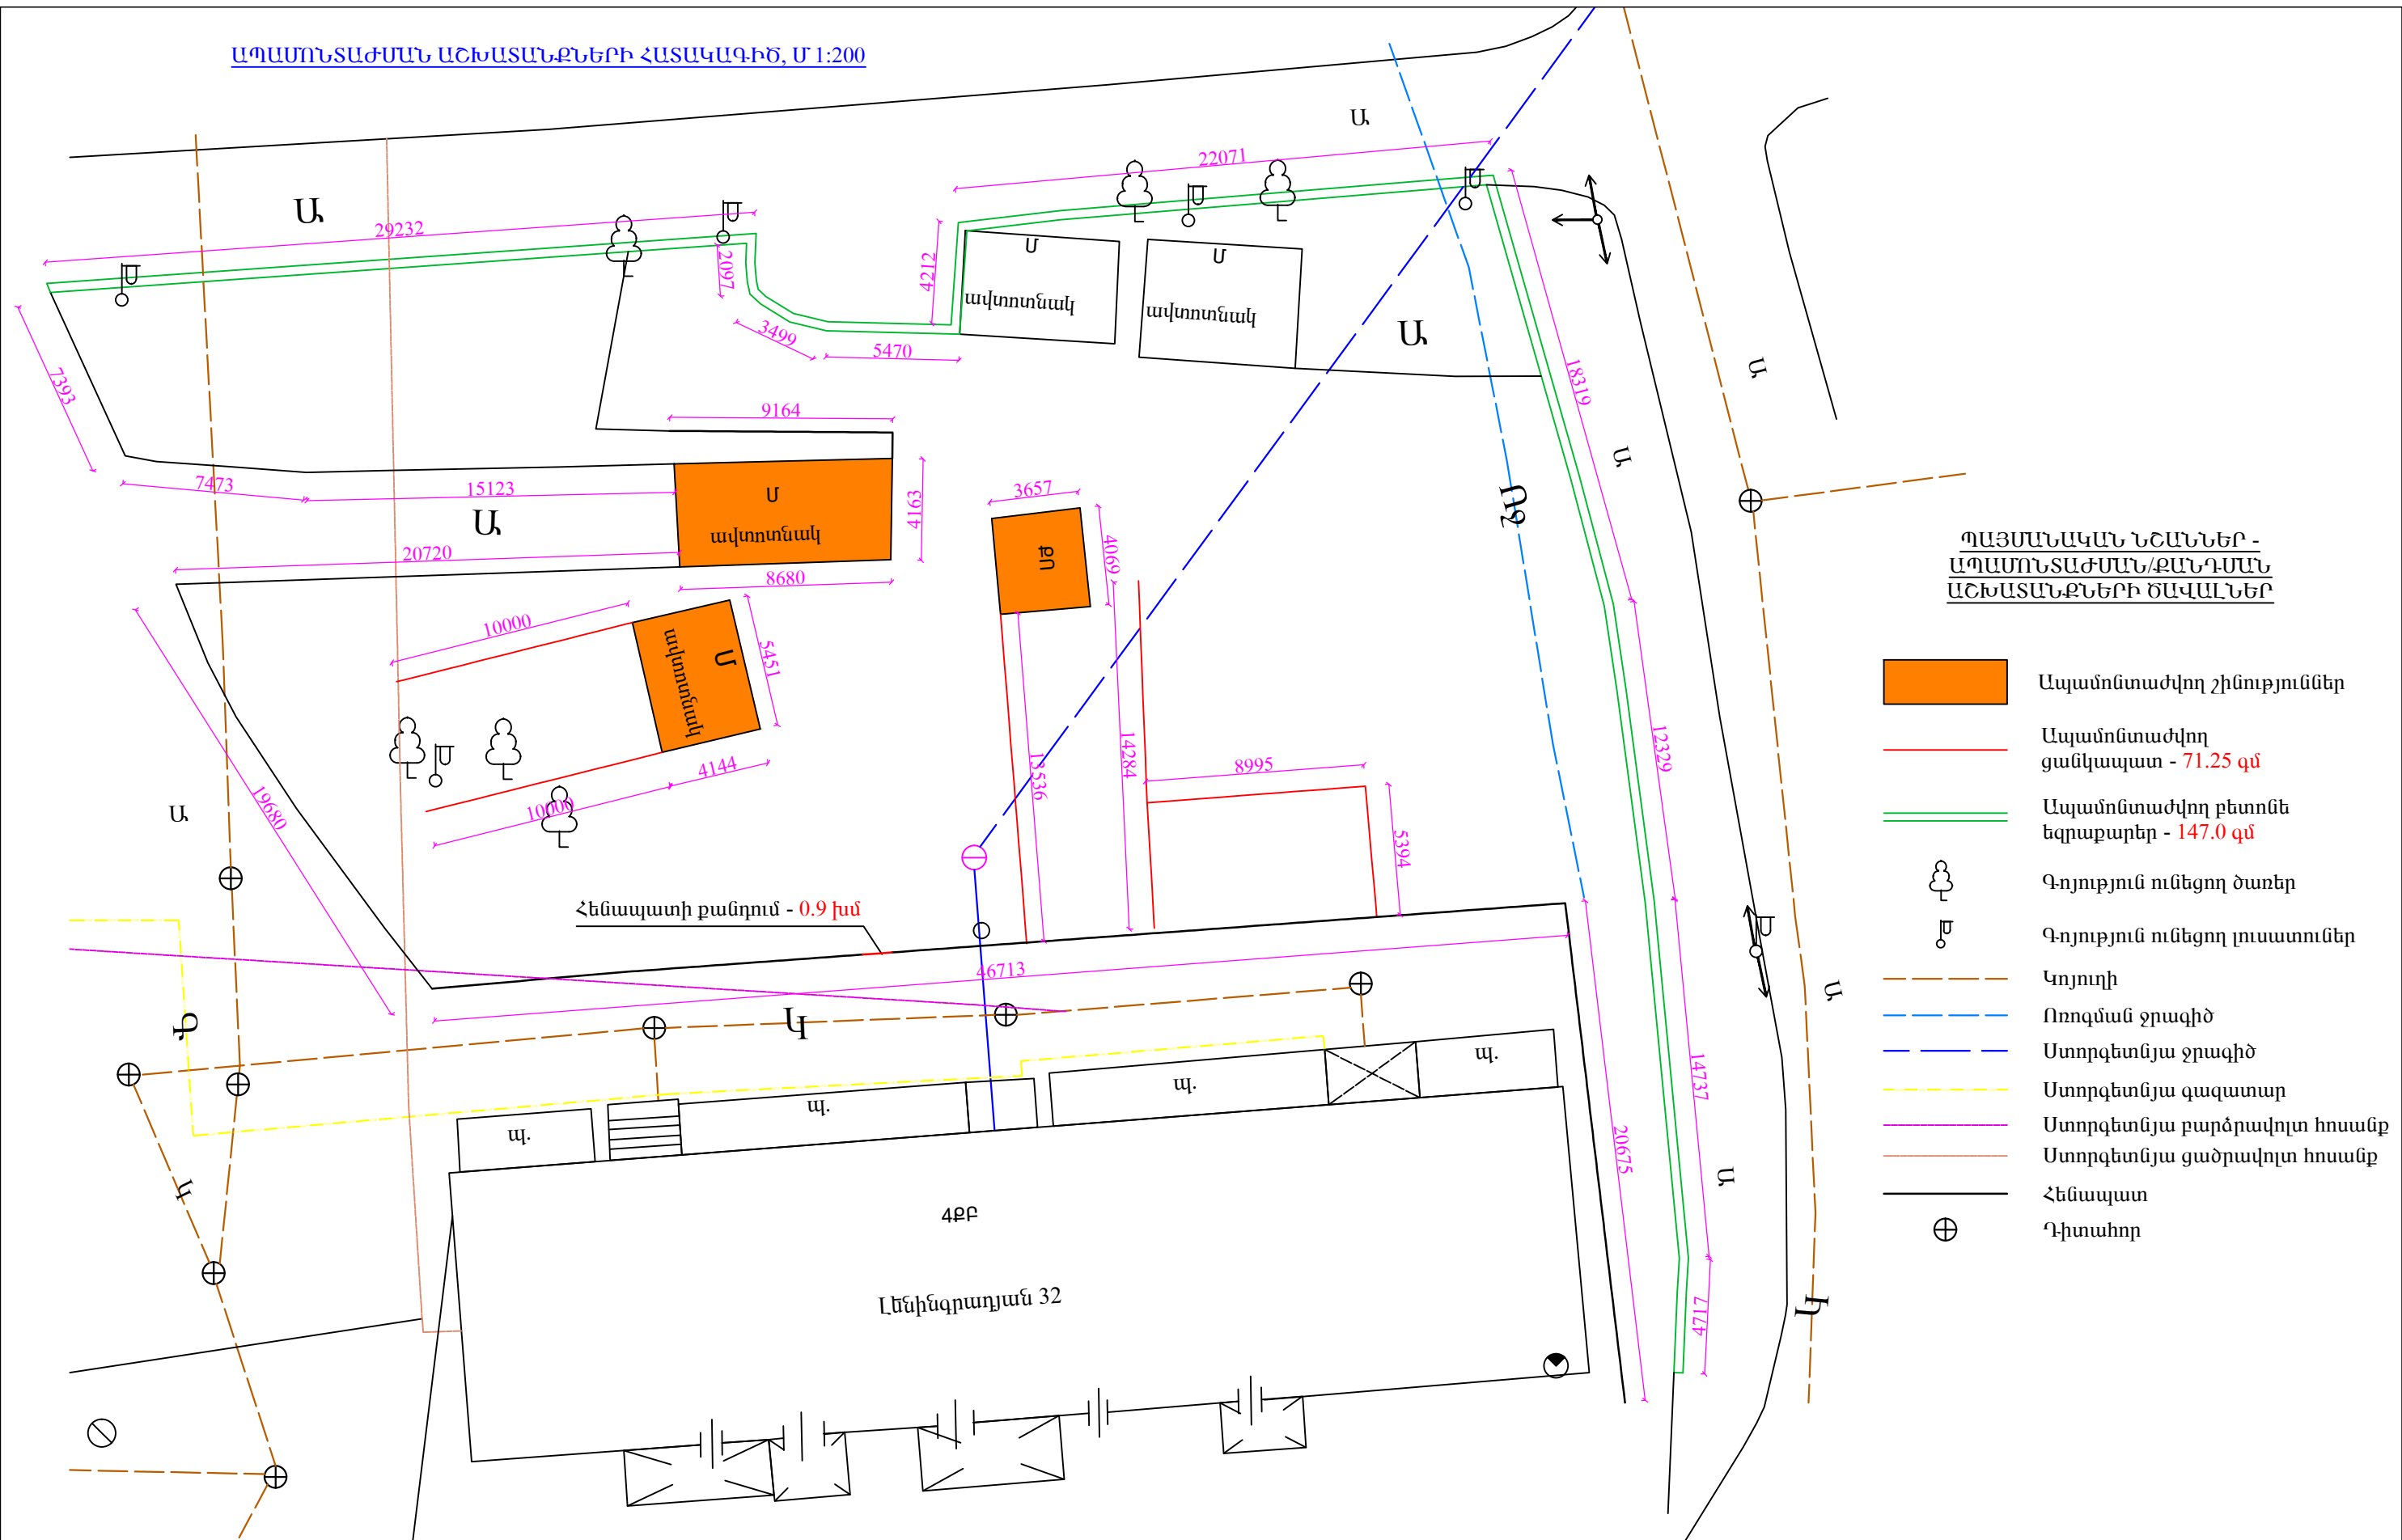 ԱՊԱՄՈՆՏԱԺՄԱՆ ԱՇԽԱՏԱՆՔՆԵՐԻ ՀԱՏԱԿԱԳԻԾ, Մ 1:200
Ա
22071
Ա
29232
4212
2097
Մ
ավտոտնակ
Մ
ավտոտնակ
Ա
3499
5470
7393
18319
Ա
Ա
9164
7473
15123
Ա
Մ
ավտոտնակ
4163
20720
8680
3657
ՄՔ
4069
ՈՉ
10000
Մ
ավտոտնակ
5451
4144
10000
19680
Ա
13536
14284
8995
5394
12329
Հենապատի քանդում - 0.9 խմ
46713
Գ
Կ
Կ
Ա
պ.
պ.
պ.
պ.
14737
20675
Ա
4ՔԲ
Լենինգրադյան 32
4717
Կ
ՊԱՅՄԱՆԱԿԱՆ ՆՇԱՆՆԵՐ -
ԱՊԱՄՈՆՏԱԺՄԱՆ/ՔԱՆԴՄԱՆ
ԱՇԽԱՏԱՆՔՆԵՐԻ ԾԱՎԱԼՆԵՐ
Ապամոնտաժվող շինություններ
Ապամոնտաժվող
ցանկապատ - 71.25 գմ
Ապամոնտաժվող բետոնե
եզրաքարեր - 147.0 գմ
Գոյություն ունեցող ծառեր
Գոյություն ունեցող լուսատուներ
Կոյուղի
Ոռոգման ջրագիծ
Ստորգետնյա ջրագիծ
Ստորգետնյա գազատար
Ստորգետնյա բարձրավոլտ հոսանք
Ստորգետնյա ցածրավոլտ հոսանք
Հենապատ
Դիտահոր